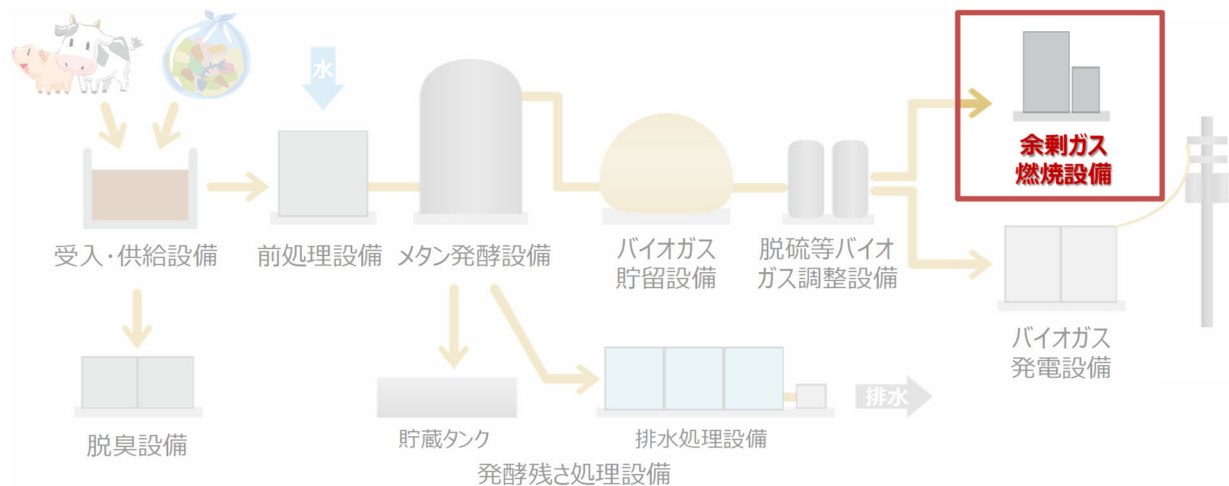 水
余剰ガス
燃焼設備
受入・供給設備
前処理設備
メタン発酵設備
バイオガス
貯留設備
脱硫等バイオ
ガス調整設備
バイオガス
発電設備
脱臭設備
貯蔵タンク
排水処理設備
排水
発酵残さ処理設備